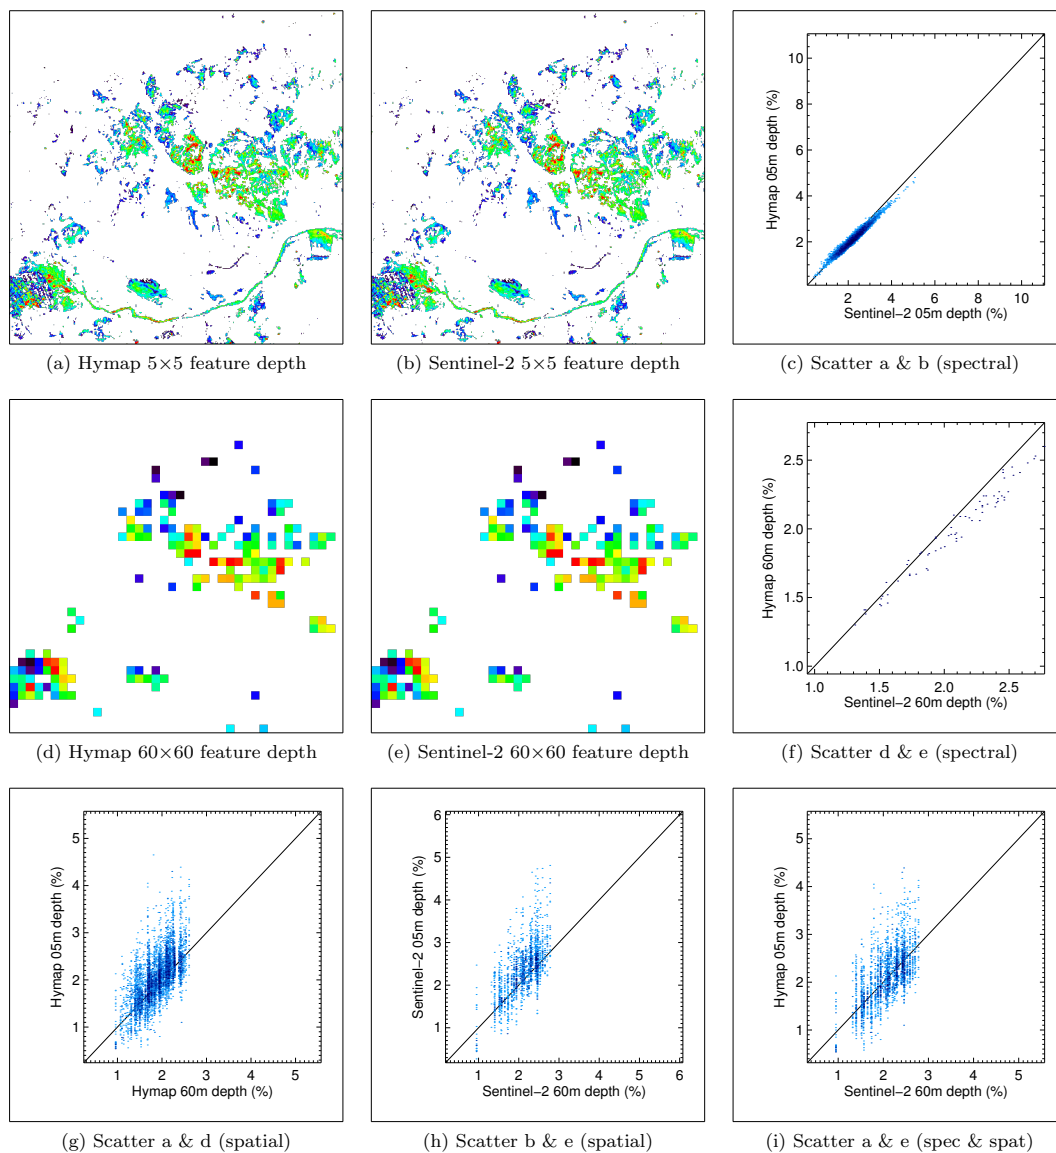 Hymap 05m depth (%)
10
8
6
4
2
2 4 6 8 10
Sentinel−2 05m depth (%)
(a) Hymap 5×5 feature depth
(b) Sentinel-2 5×5 feature depth
(c) Scatter a & b (spectral)
Hymap 60m depth (%)
2.5
2.0
1.5
1.0
1.0 1.5 2.0 2.5
Sentinel−2 60m depth (%)
(d) Hymap 60×60 feature depth
(e) Sentinel-2 60×60 feature depth
(f) Scatter d & e (spectral)
Hymap 05m depth (%)
5
4
3
2
1
1 2 3 4 5
Hymap 60m depth (%)
Sentinel−2 05m depth (%)
6
5
4
3
2
1
1 2 3 4 5 6
Sentinel−2 60m depth (%)
Hymap 05m depth (%)
5
4
3
2
1
1 2 3 4 5
Sentinel−2 60m depth (%)
(g) Scatter a & d (spatial)
(h) Scatter b & e (spatial)
(i) Scatter a & e (spec & spat)